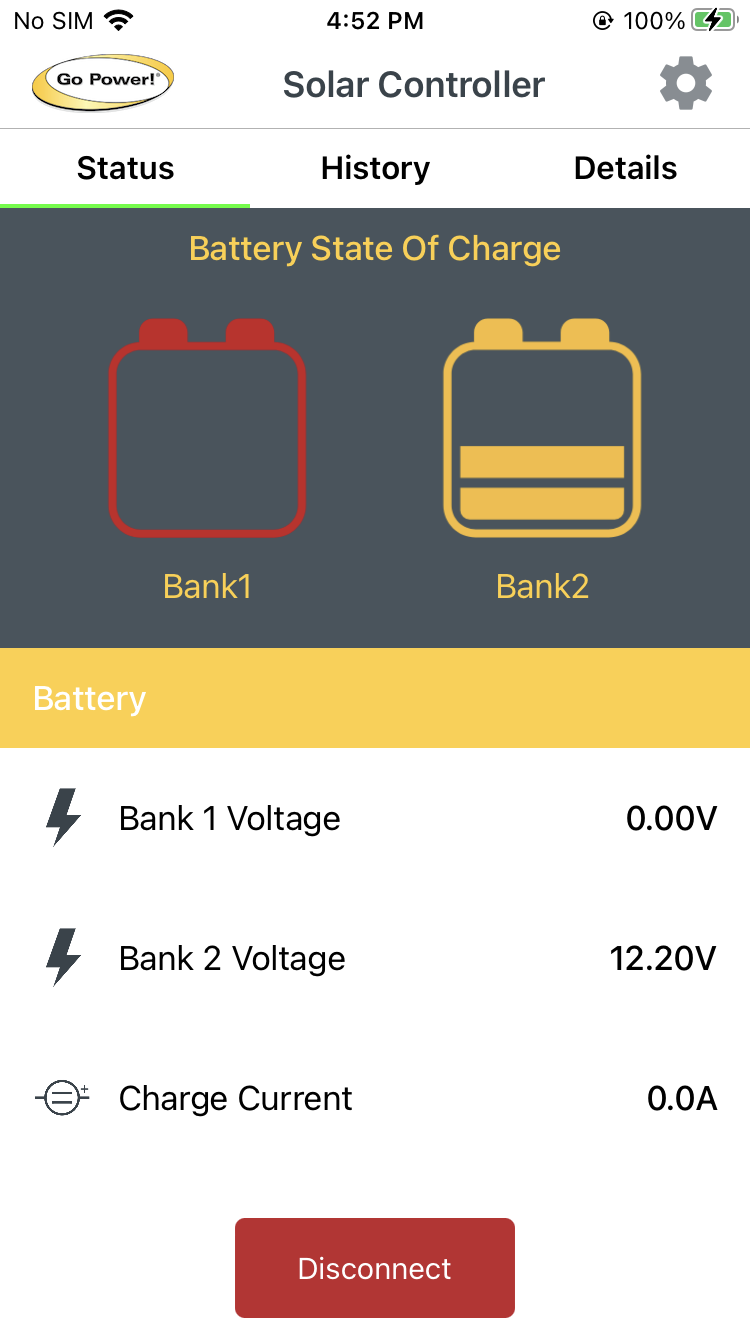 No SIM 4:52 PM 100%
Go Power!® Solar Controller
Status History Details
Battery State Of Charge
Bank1 Bank2
Battery
Bank 1 Voltage 0.00V
Bank 2 Voltage 12.20V
Charge Current 0.0A
Disconnect